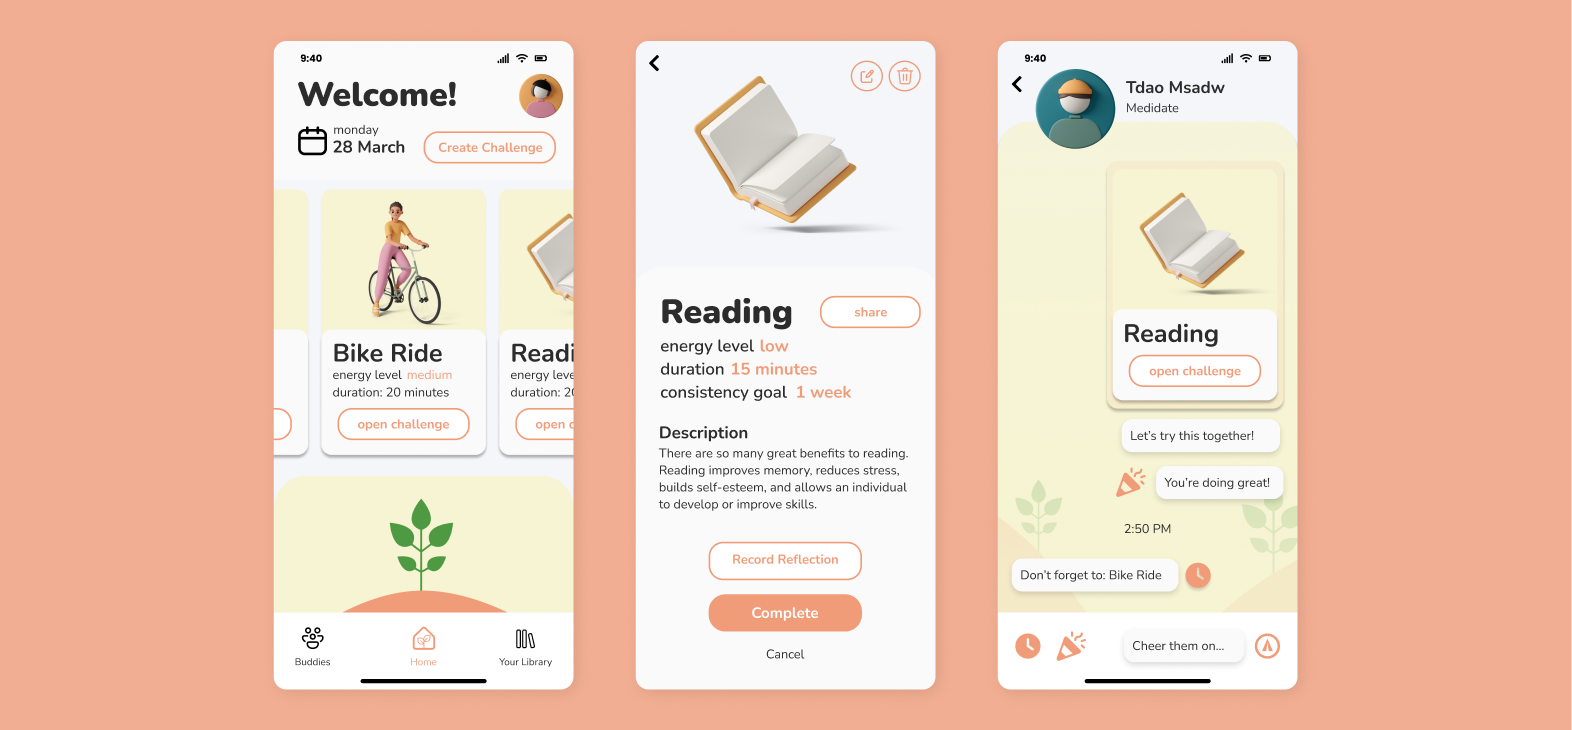 9:40
Welcome!
monday
28 March
Create Challenge
Bike Ride
energy level medium
duration: 20 minutes
open challenge
Readi
energy leve
duration: 20
open c
Buddies
Home
Your Library
Reading
share
energy level low
duration 15 minutes
consistency goal 1 week
Description
There are so many great benefits to reading.
Reading improves memory, reduces stress,
builds self-esteem, and allows an individual
to develop or improve skills.
Record Reflection
Complete
Cancel
9:40
Tdao Msadw
Medidate
Reading
open challenge
Let's try this together!
You're doing great!
2:50 PM
Don't forget to: Bike Ride
Cheer them on...